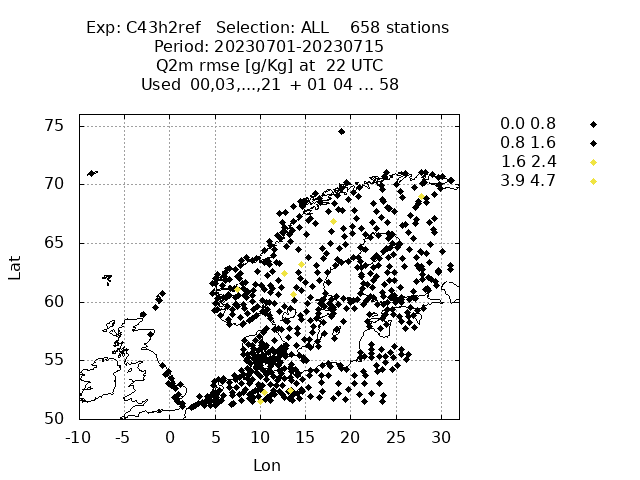 Exp: C43h2ref   Selection: ALL    658 stations
Period: 20230701-20230715
Q2m rmse [g/Kg] at  22 UTC
Used  00,03,...,21  + 01 04 ... 58
0.0 0.8
0.8 1.6
1.6 2.4
3.9 4.7
75
70
65
60
55
50
Lat
-10 -5 0 5 10 15 20 25 30
Lon